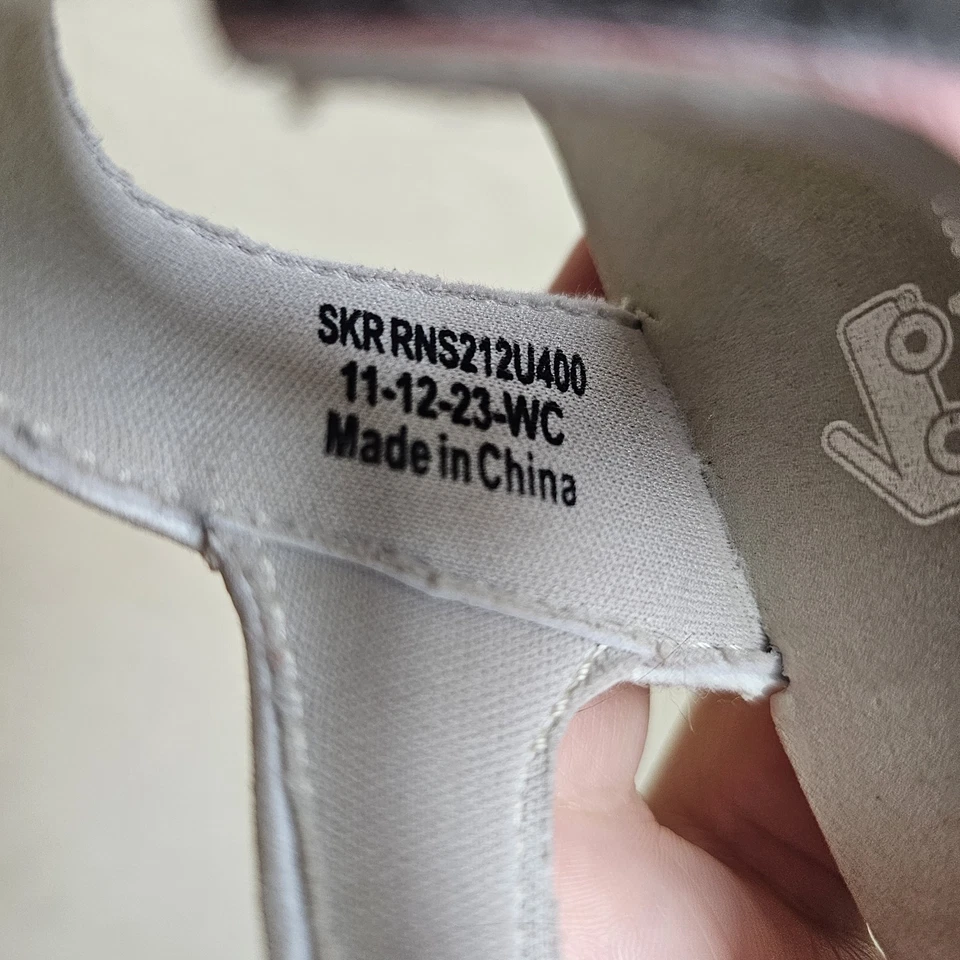 SKR RNS212U400
11-12-23-WC
Made in China